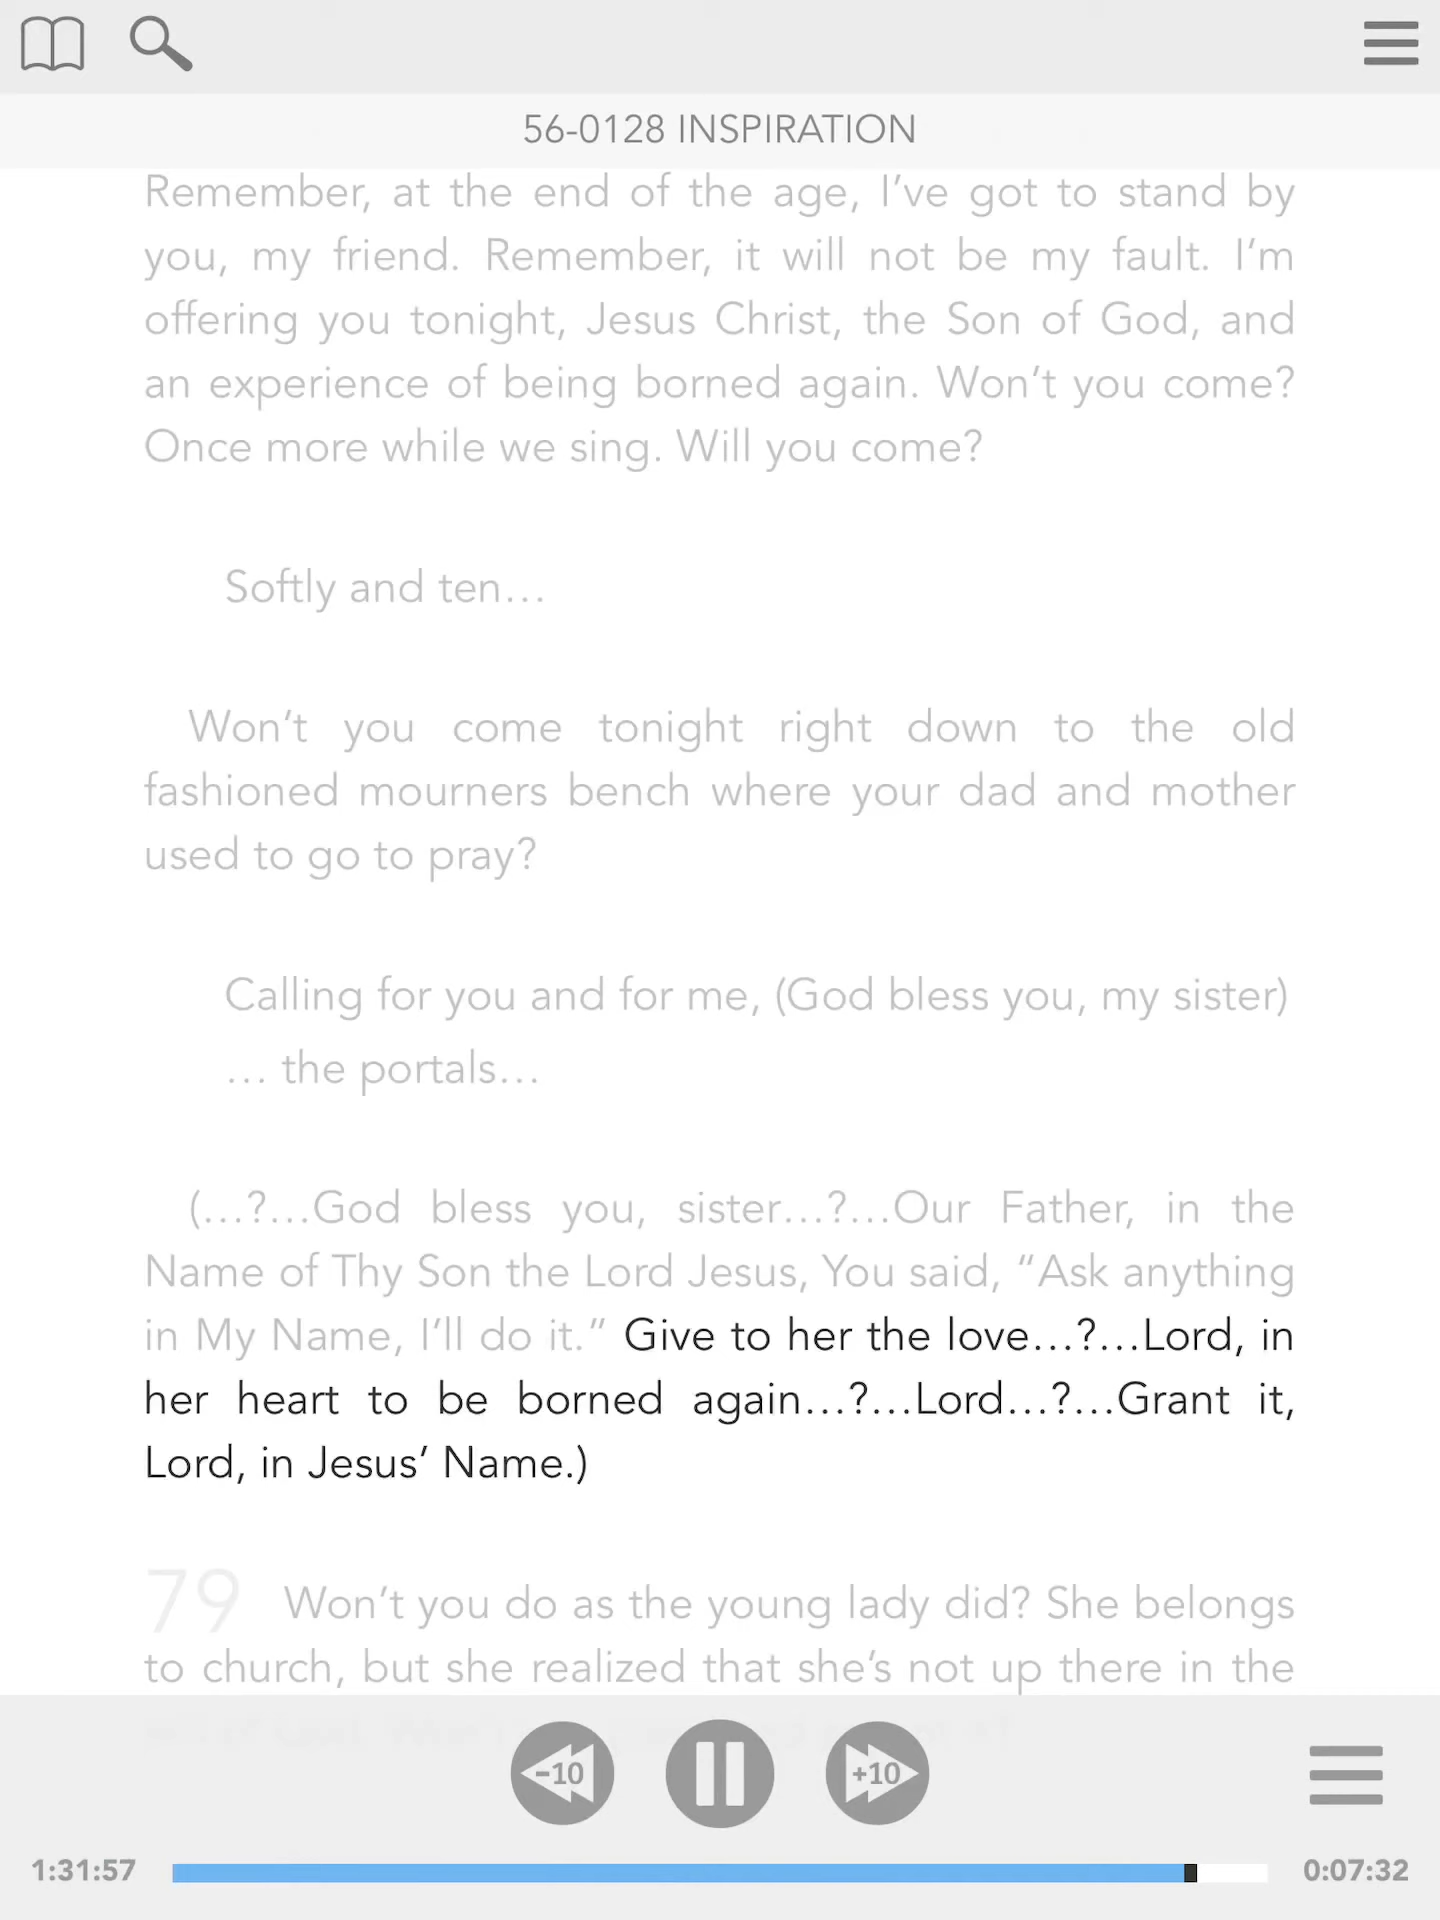 56-0128 INSPIRATION
Remember, at the end of the age, I’ve got to stand by
you, my friend. Remember, it will not be my fault. I’m
offering you tonight, Jesus Christ, the Son of God, and
an experience of being borned again. Won’t you come?
Once more while we sing. Will you come?
Softly and ten…
Won’t you come tonight right down to the old
fashioned mourners bench where your dad and mother
used to go to pray?
Calling for you and for me, (God bless you, my sister)
… the portals…
(…?…God bless you, sister…?…Our Father, in the
Name of Thy Son the Lord Jesus, You said, “Ask anything
in My Name, I’ll do it.” Give to her the love…?…Lord, in
her heart to be borned again…?…Lord…?…Grant it,
Lord, in Jesus’ Name.)
79 Won’t you do as the young lady did? She belongs
to church, but she realized that she’s not up there in the
-10 +10
1:31:57 0:07:32